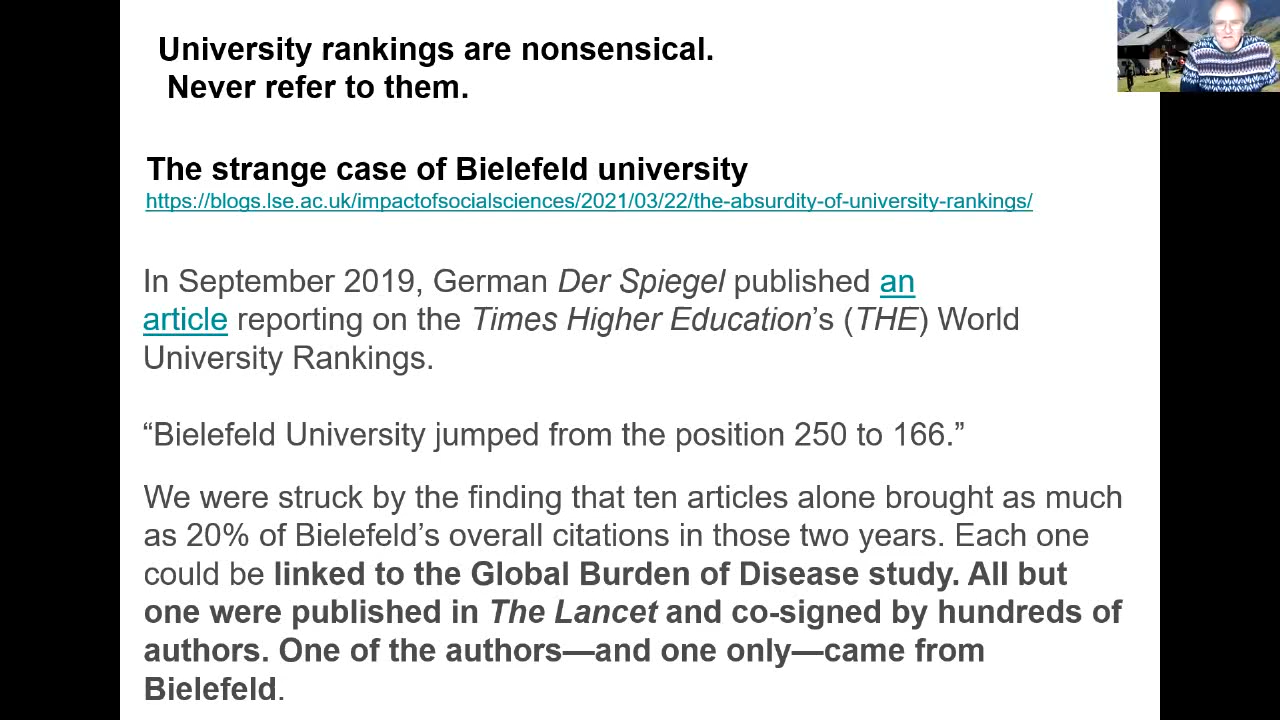 University rankings are nonsensical.
Never refer to them.
The strange case of Bielefeld university
https://blogs.lse.ac.uk/impactofsocialsciences/2021/03/22/the-absurdity-of-university-rankings/
In September 2019, German Der Spiegel published an
article reporting on the Times Higher Education’s (THE) World
University Rankings.
“Bielefeld University jumped from the position 250 to 166.”
We were struck by the finding that ten articles alone brought as much
as 20% of Bielefeld’s overall citations in those two years. Each one
could be linked to the Global Burden of Disease study. All but
one were published in The Lancet and co-signed by hundreds of
authors. One of the authors—and one only—came from
Bielefeld.